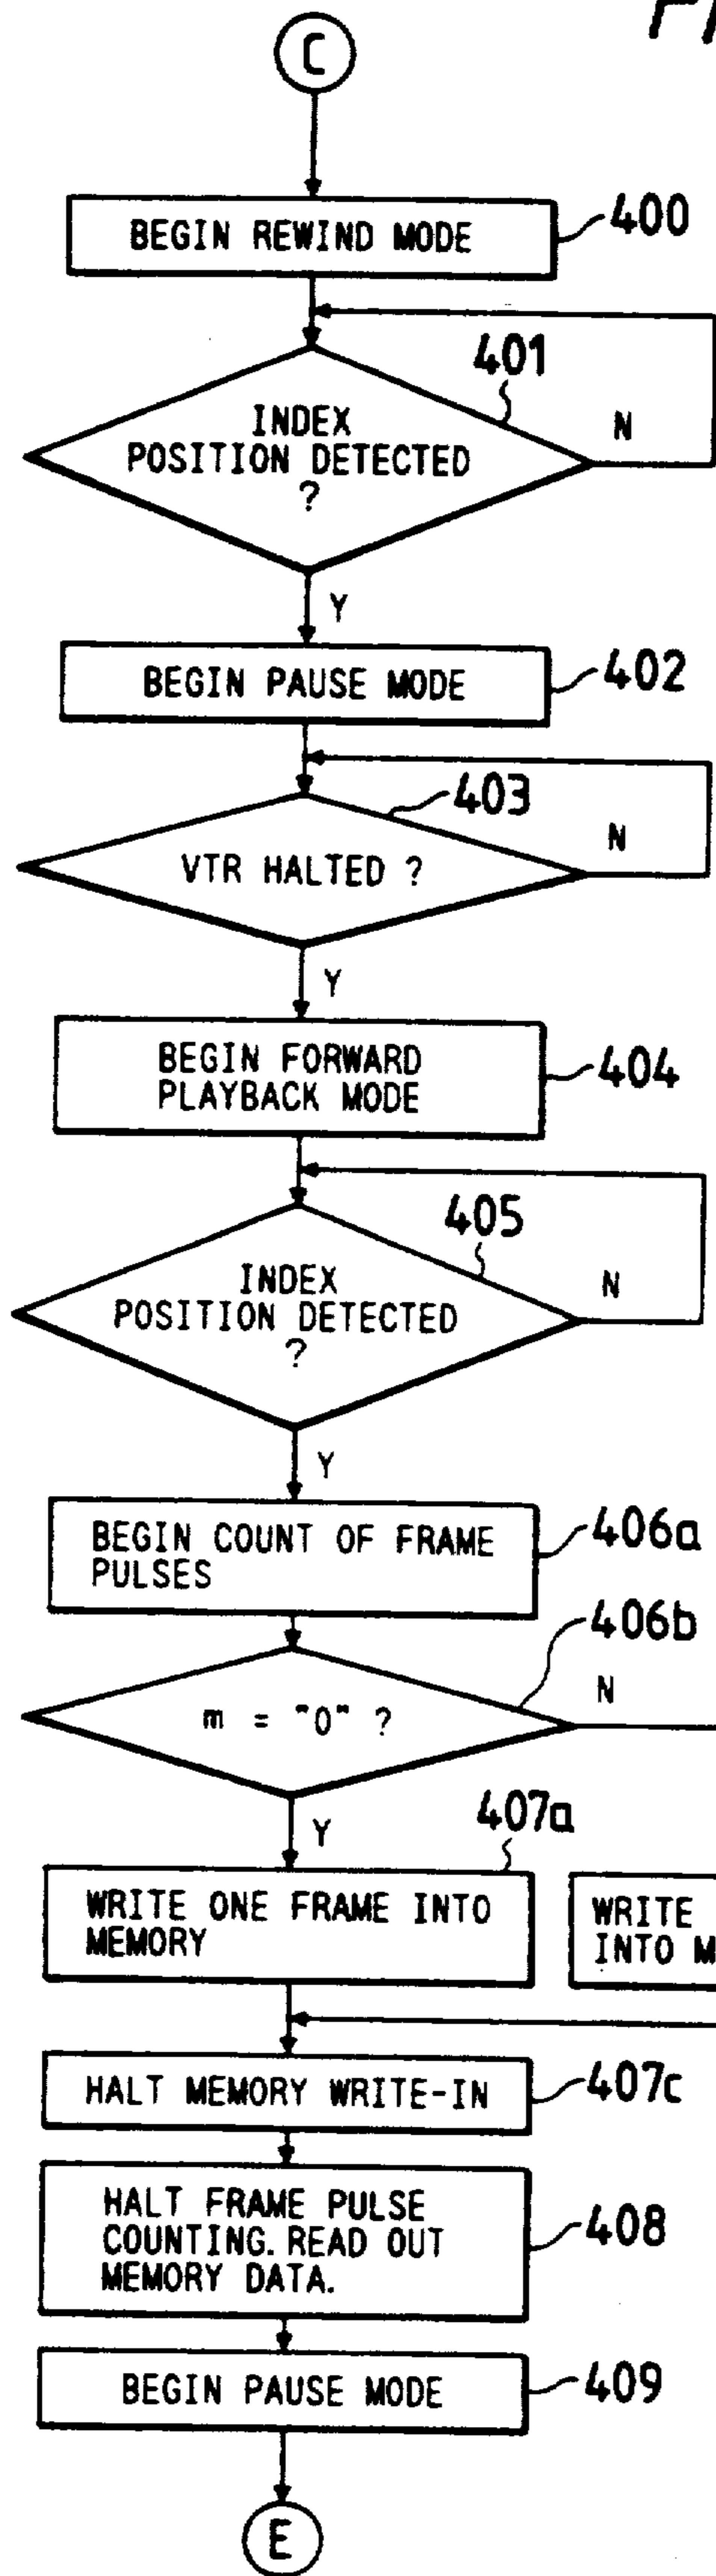 C
BEGIN REWIND MODE
400
401
INDEX
POSITION DETECTED
?
N
Y
BEGIN PAUSE MODE
402
403
VTR HALTED ?
N
Y
BEGIN FORWARD
PLAYBACK MODE
404
405
INDEX
POSITION DETECTED
?
N
Y
BEGIN COUNT OF FRAME
PULSES
406a
406b
m = "0" ?
N
Y
407a
WRITE ONE FRAME INTO
MEMORY
WRITE
INTO M
HALT MEMORY WRITE-IN
407c
HALT FRAME PULSE
COUNTING. READ OUT
MEMORY DATA.
408
BEGIN PAUSE MODE
409
E